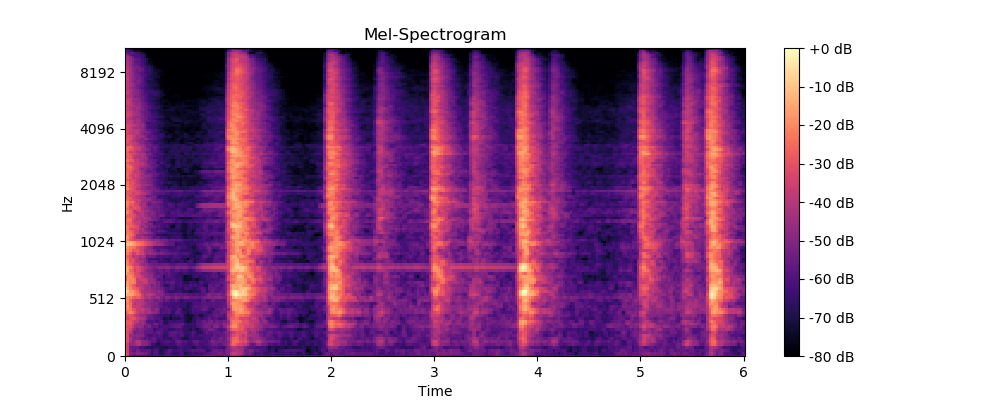 Mel-Spectrogram
Hz
8192
4096
2048
1024
512
0
0 1 2 3 4 5 6
Time
+0 dB
-10 dB
-20 dB
-30 dB
-40 dB
-50 dB
-60 dB
-70 dB
-80 dB